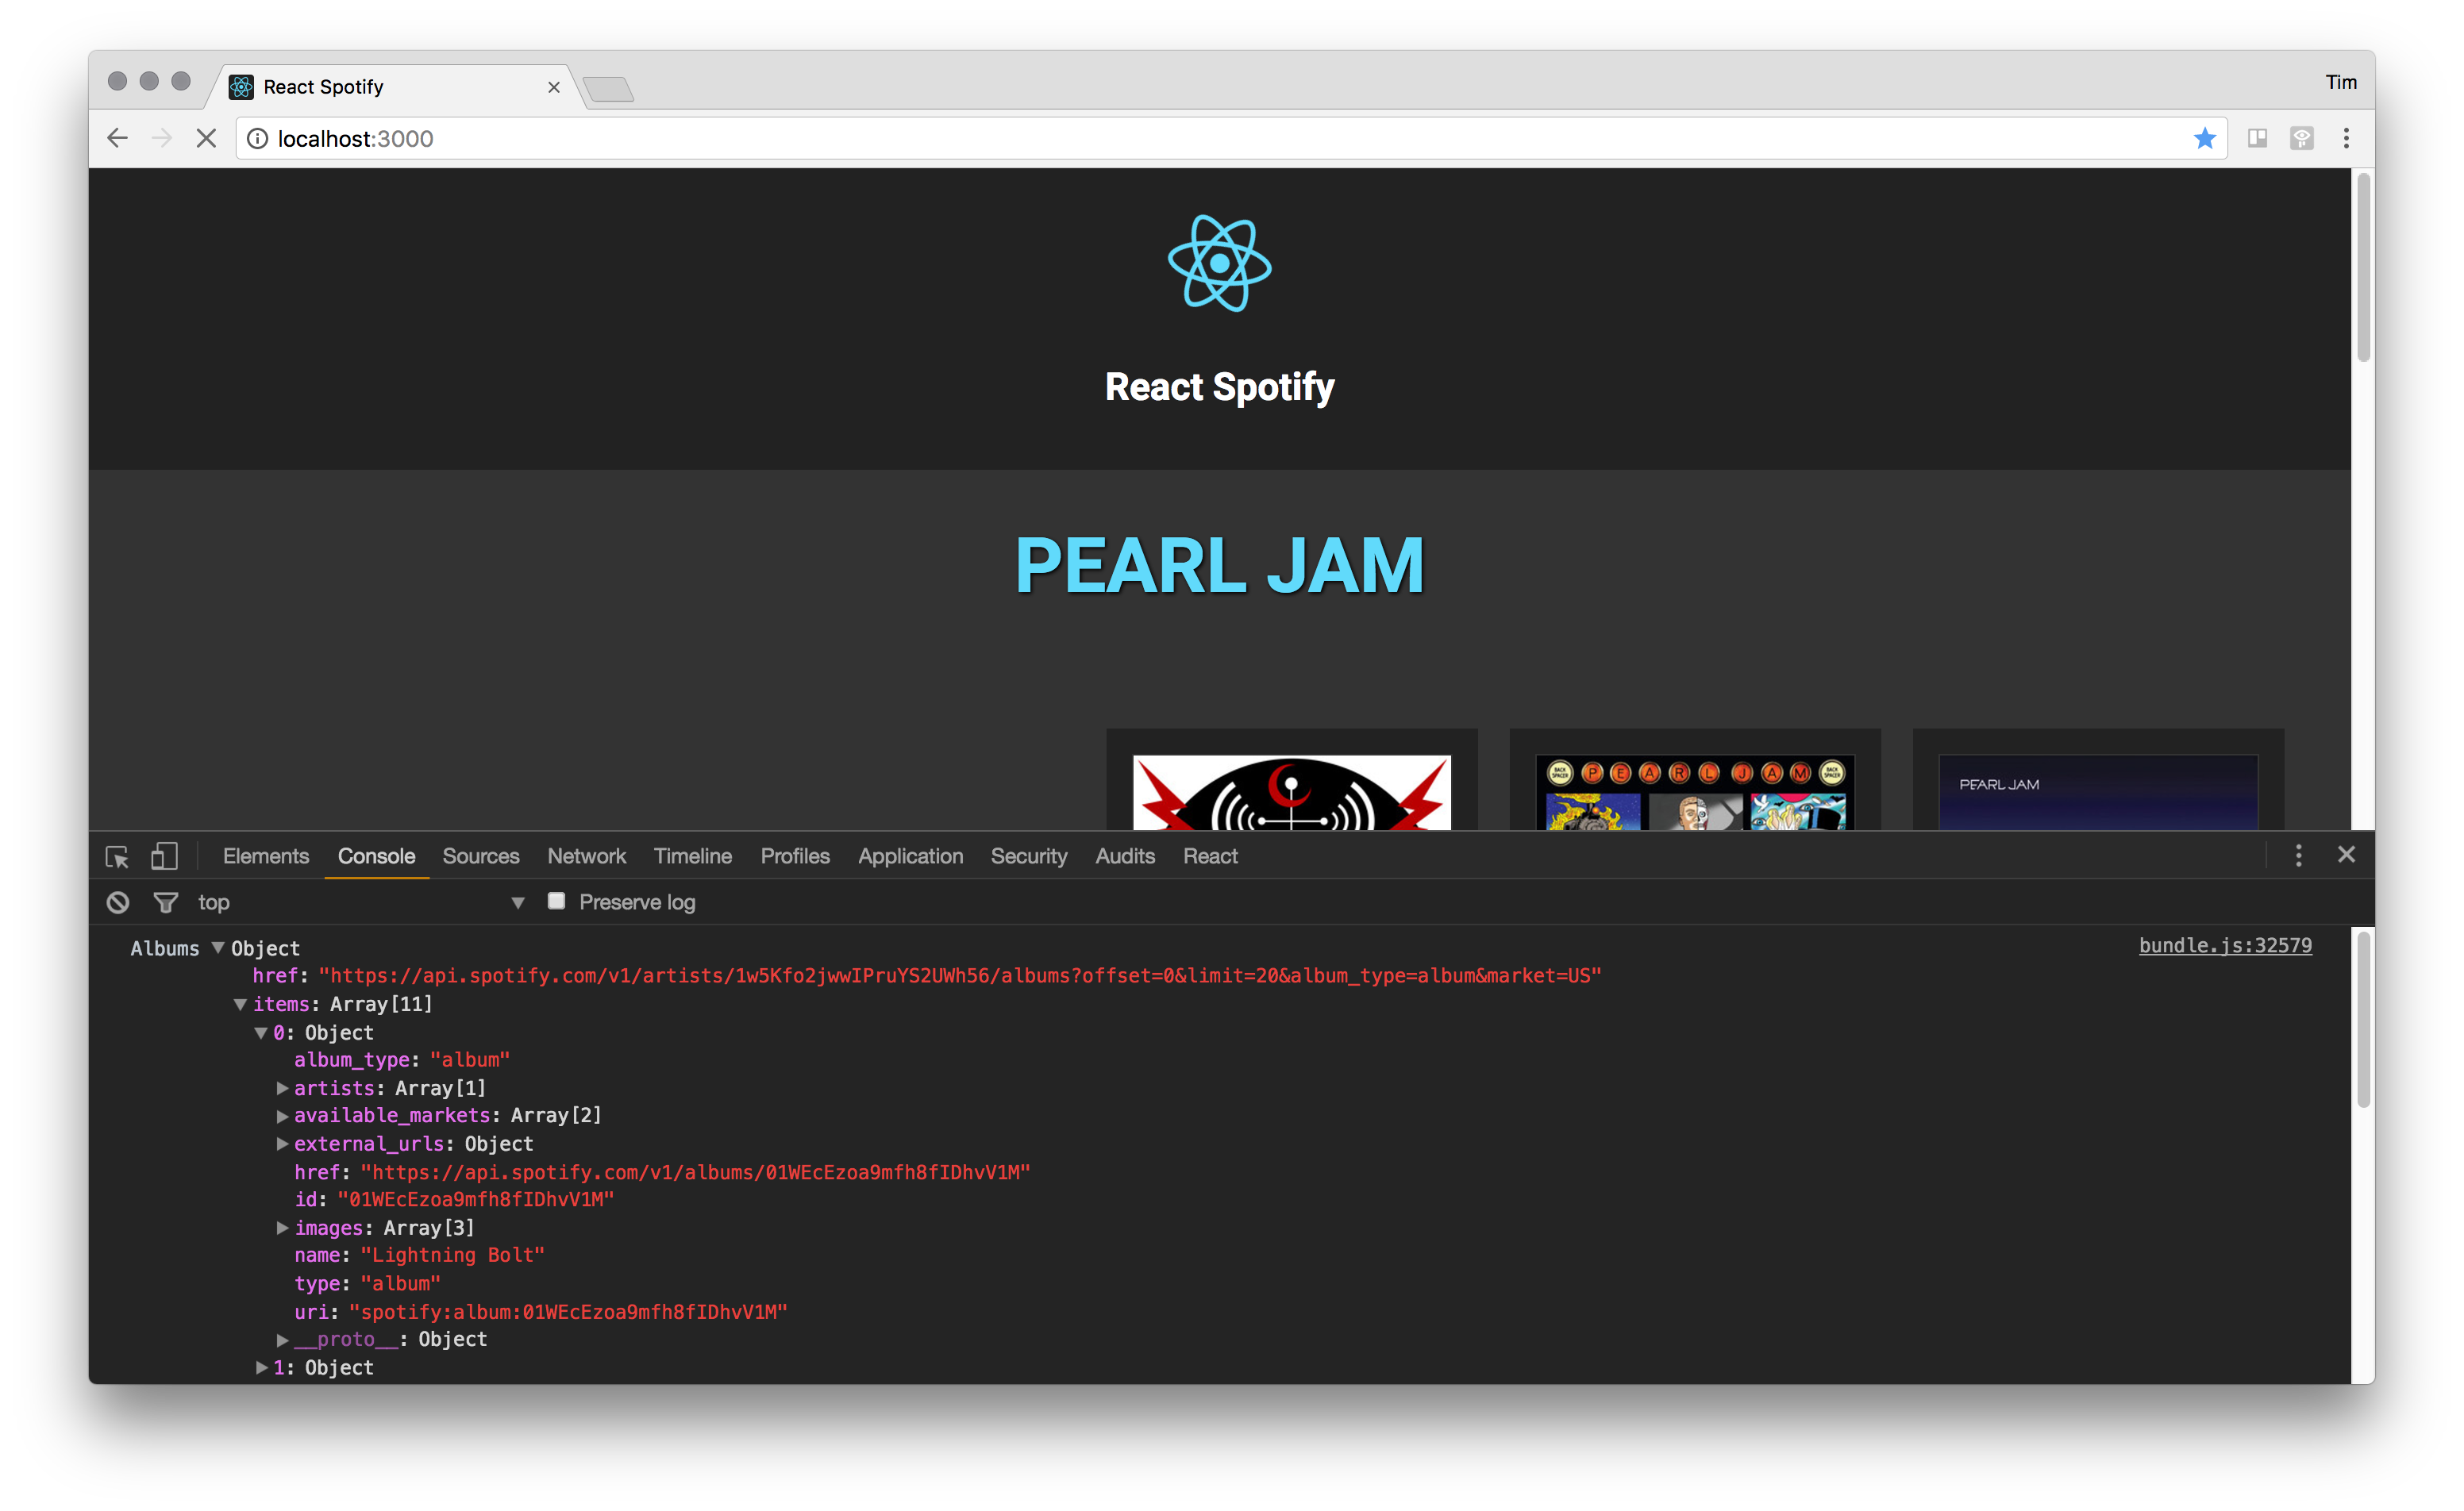 React Spotify
Tim
localhost:3000
React Spotify
PEARL JAM
BACK SPACER P E A R L J A M BACK SPACER
PEARL JAM
Elements Console Sources Network Timeline Profiles Application Security Audits React
top Preserve log
Albums ▼ Object bundle.js:32579
href: "https://api.spotify.com/v1/artists/1w5Kfo2jwwIPruYS2UWh56/albums?offset=0&limit=20&album_type=album&market=US"
▼ items: Array[11]
▼ 0: Object
album_type: "album"
▶ artists: Array[1]
▶ available_markets: Array[2]
▶ external_urls: Object
href: "https://api.spotify.com/v1/albums/01WEcEzoa9mfh8fIDhvV1M"
id: "01WEcEzoa9mfh8fIDhvV1M"
▶ images: Array[3]
name: "Lightning Bolt"
type: "album"
uri: "spotify:album:01WEcEzoa9mfh8fIDhvV1M"
▶ __proto__: Object
▶ 1: Object